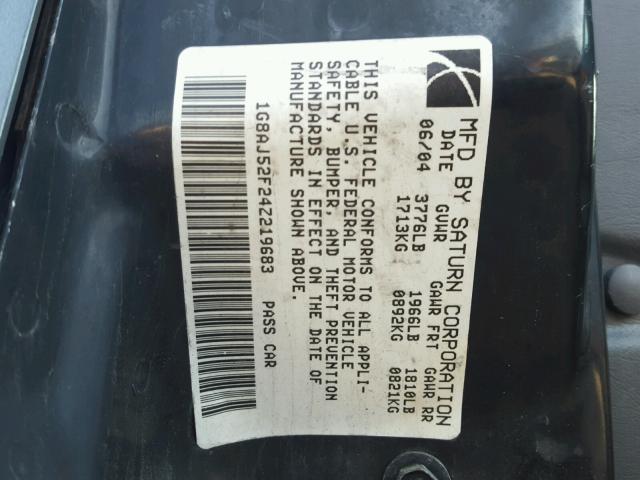 MFD BY SATURN CORPORATION
DATE GVWR GAWR FRT GAWR RR
06/04 3776LB 1966LB 1810LB
1713KG 0892KG 0821KG
THIS VEHICLE CONFORMS TO ALL APPLI-
CABLE U.S. FEDERAL MOTOR VEHICLE
SAFETY, BUMPER, AND THEFT PREVENTION
STANDARDS IN EFFECT ON THE DATE OF
MANUFACTURE SHOWN ABOVE.
1G8AJ52F24Z219683 PASS CAR